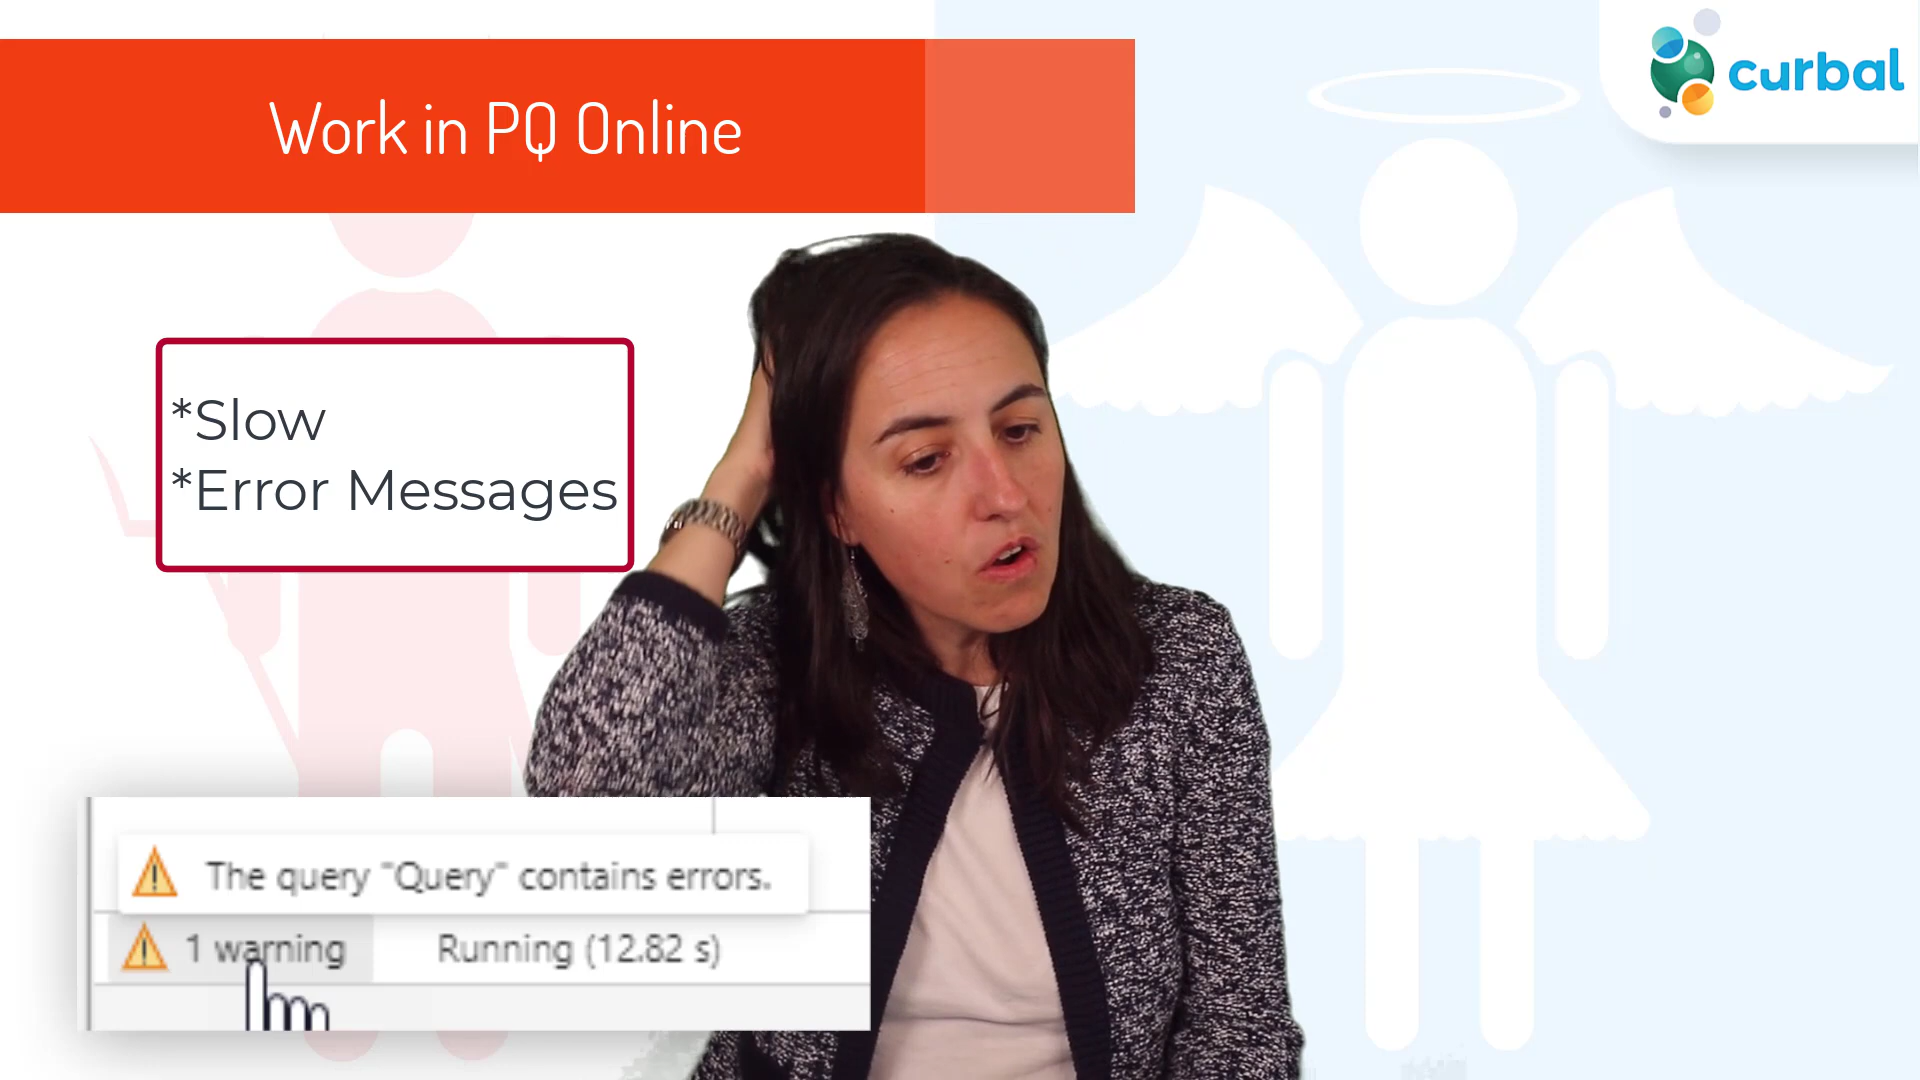 Work in PQ Online
curbal
*Slow
*Error Messages
The query "Query" contains errors.
1 warning Running (12.82 s)